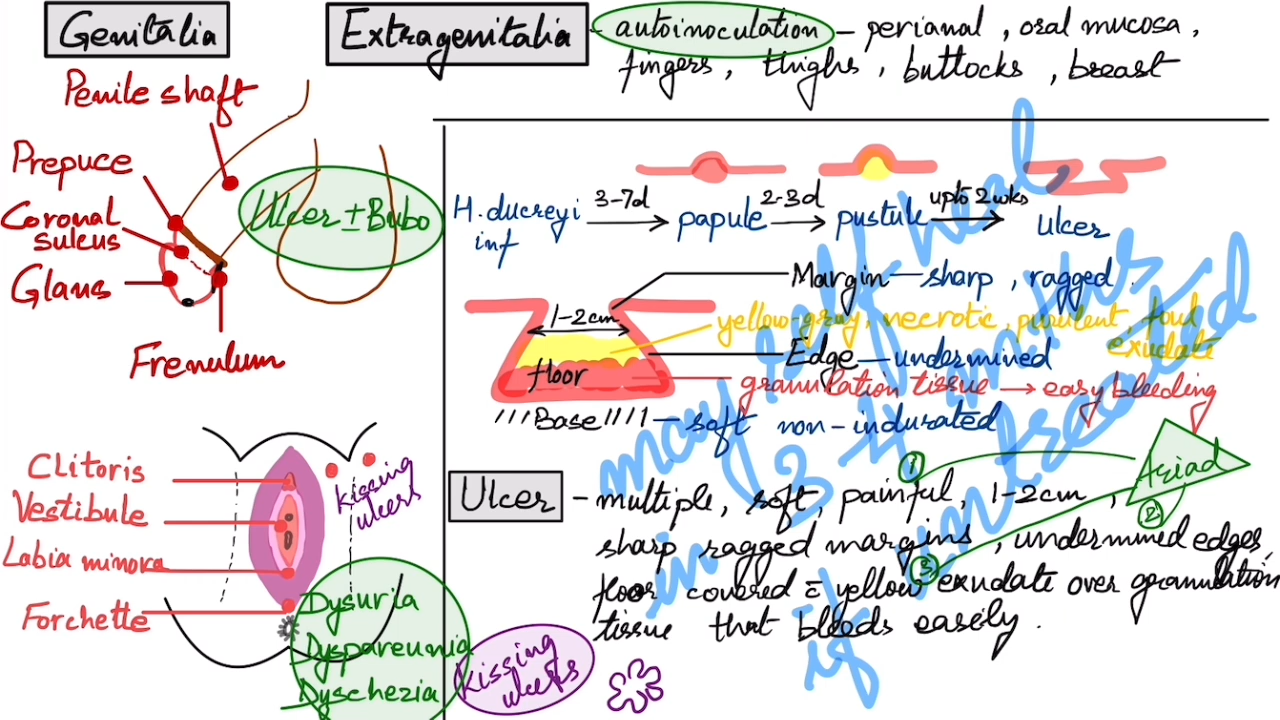 Genitalia
Extragenitalia - autoinoculation - perianal, oral mucosa,
fingers, thighs, buttocks, breast
Penile shaft
Prepuce
Coronal
sulcus
Glans
Frenulum
Ulcer ± Bubo
H. ducreyi
inf
3-7d
papule
2-3d
pustule
upto 2wks
ulcer
Margin - sharp, ragged
1-2cm
yellow-gray, necrotic, purulent, foul
exudate
Edge - undermined
floor
granulation tissue → easy bleeding
Base - soft non-indurated
may self heal
in 3 months
if untreated
Clitoris
Vestibule
Labia minora
Forchette
kissing
ulcers
Dysuria
Dyspareunia
Dyschezia
kissing
ulcers
Triad
1
2
3
Ulcer - multiple, soft, painful, 1-2cm,
sharp ragged margins, undermined edges,
floor covered c̄ yellow exudate over granulation
tissue that bleeds easily.